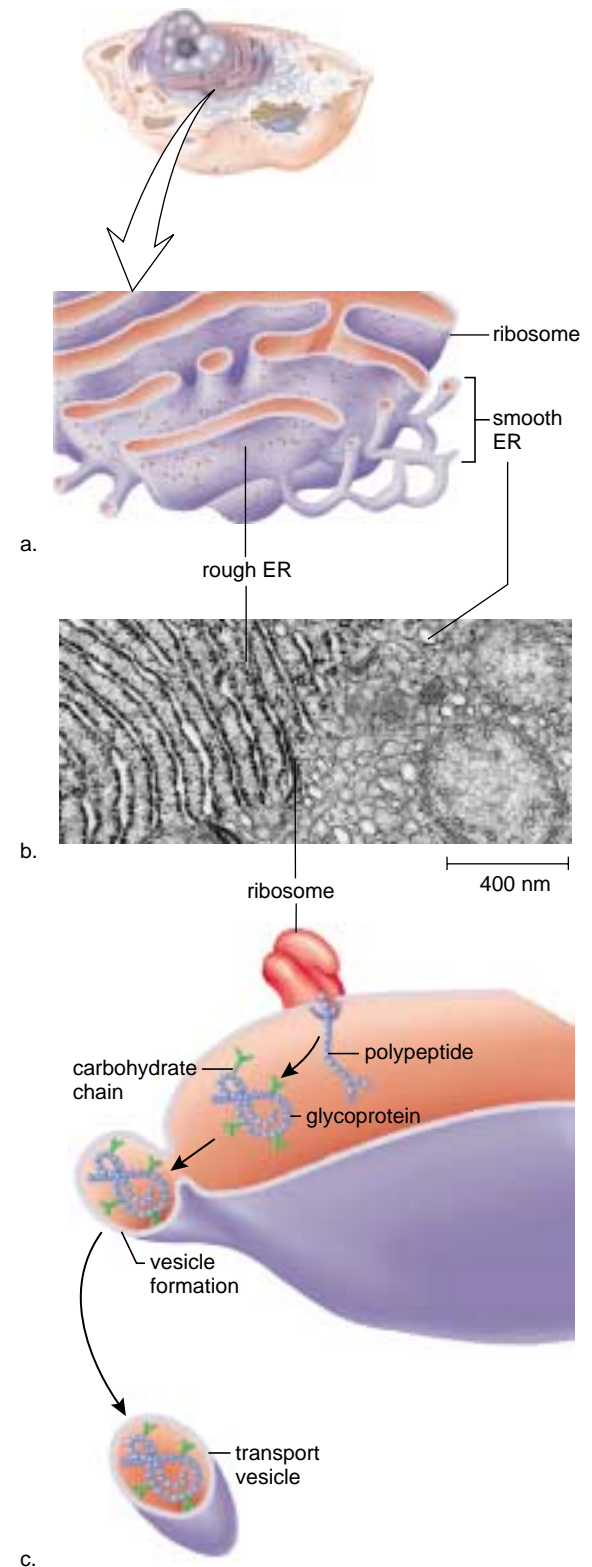 ribosome
smooth
ER
a.
rough ER
b.
400 nm
ribosome
polypeptide
carbohydrate
chain
glycoprotein
vesicle
formation
transport
vesicle
c.